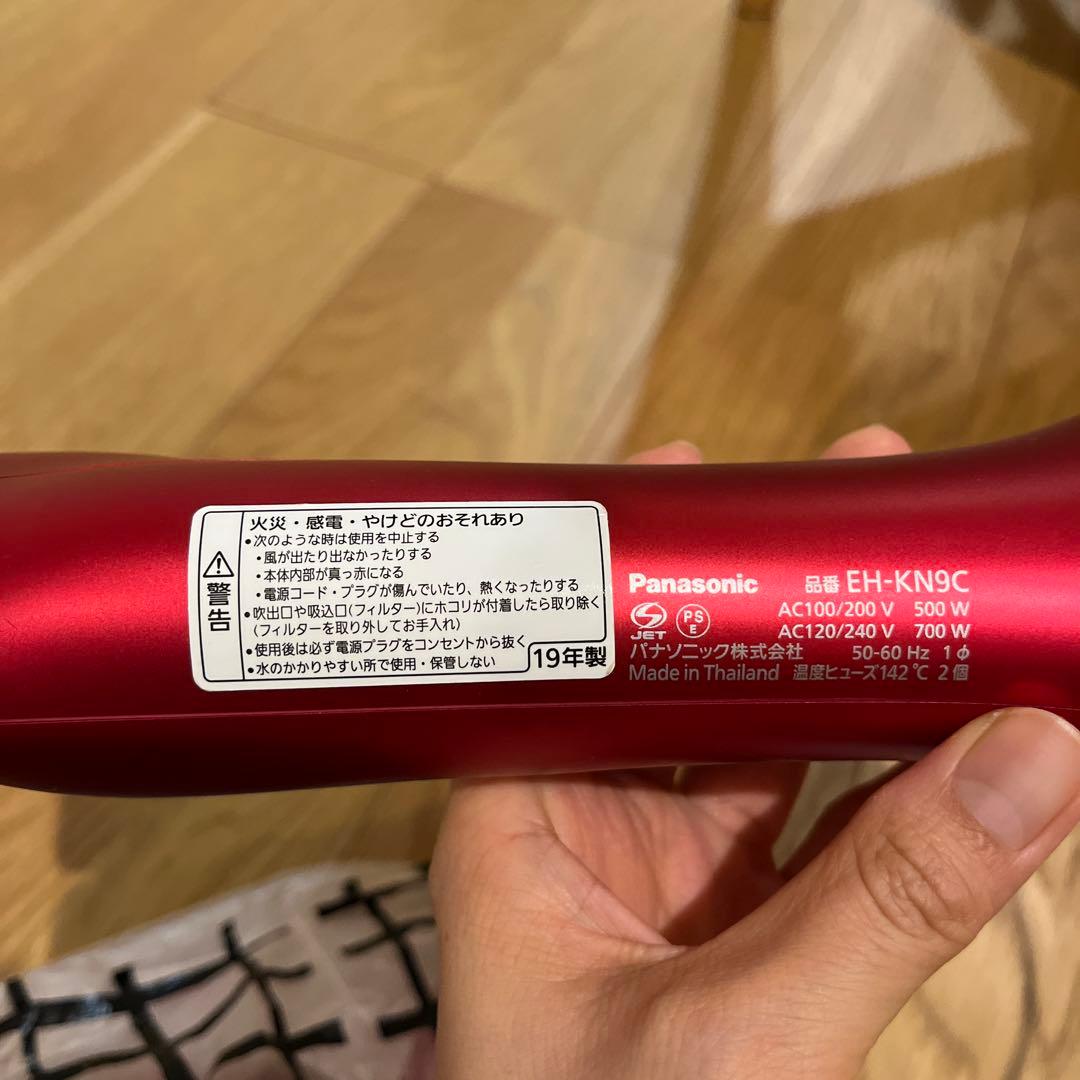 警告
火災・感電・やけどのおそれあり
•次のような時は使用を中止する
•風が出たり出なかったりする
•本体内部が真っ赤になる
•電源コード・プラグが傷んでいたり、熱くなったりする
•吹出口や吸込口(フィルター)にホコリが付着したら取り除く
(フィルターを取り外してお手入れ)
•使用後は必ず電源プラグをコンセントから抜く
•水のかかりやすい所で使用・保管しない
19年製
Panasonic 品番 EH-KN9C
AC100/200 V 500 W
JET PS E AC120/240 V 700 W
パナソニック株式会社 50-60 Hz 1ϕ
Made in Thailand 温度ヒューズ142℃ 2個